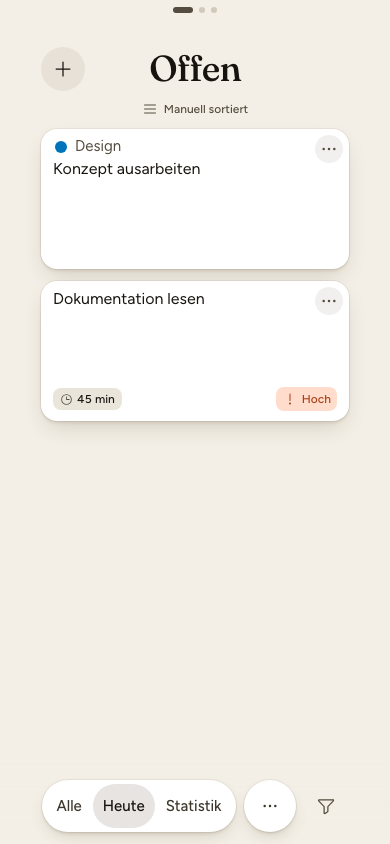 Offen
Manuell sortiert
Design
Konzept ausarbeiten
Dokumentation lesen
45 min
Hoch
Alle
Heute
Statistik